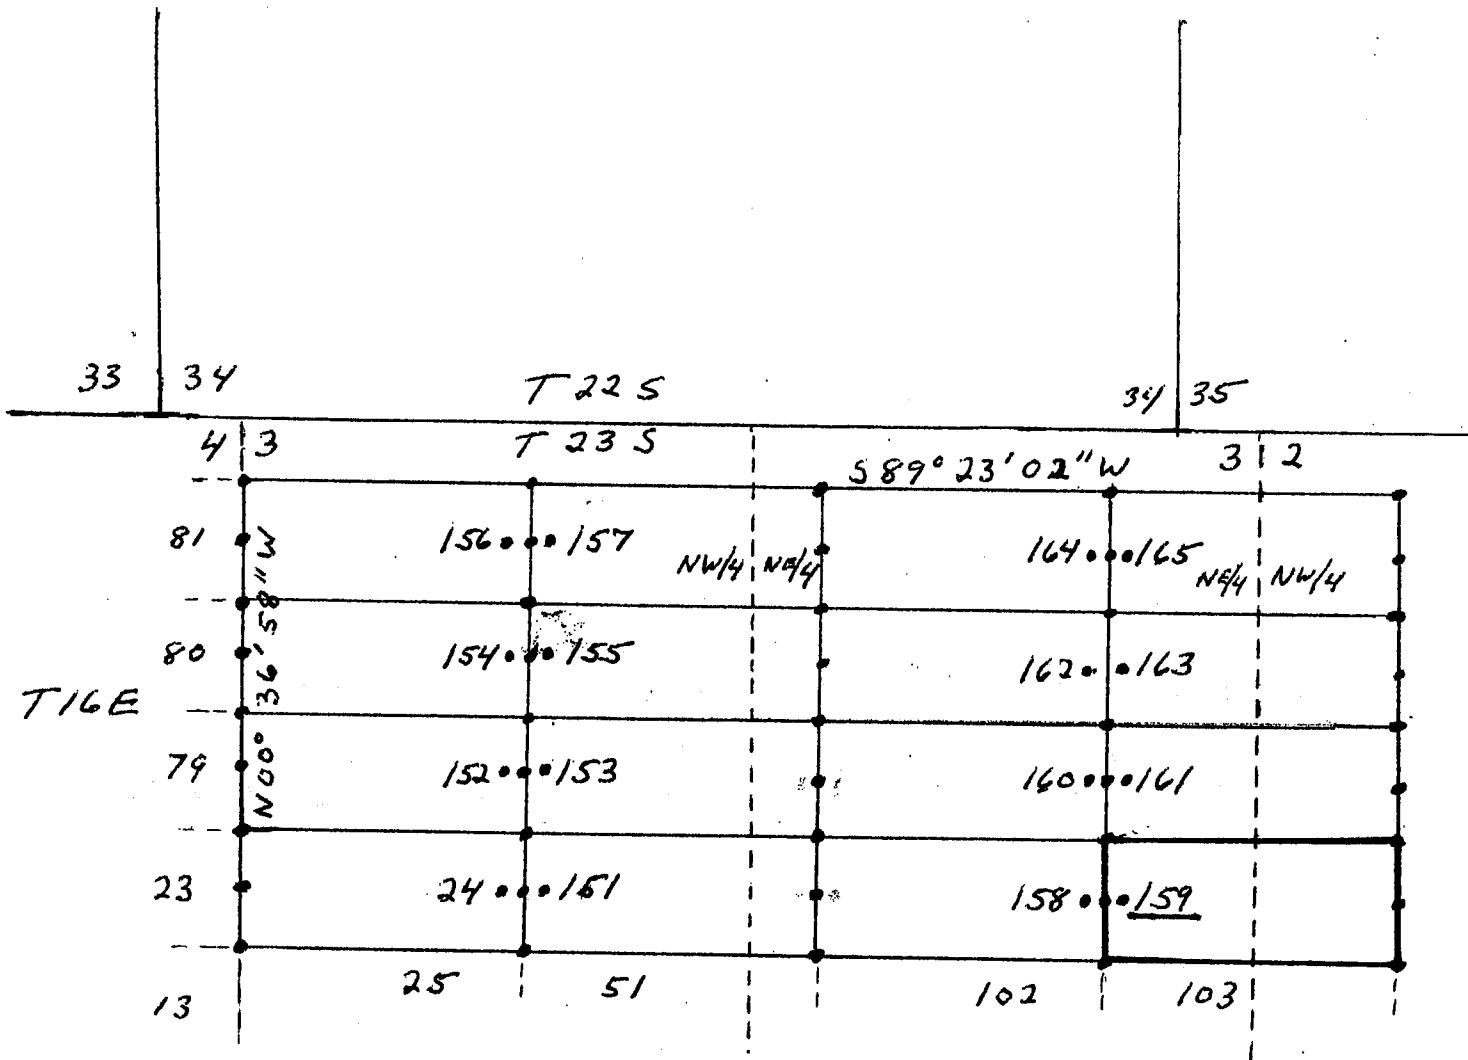 33 34 T 22 S 34 35
4 3 T 23 S 3 2
S 89° 23' 02" W
81 156 157 NW/4 NE/4 164 165 NE/4 NW/4
N 00° 36' 58" W
80 154 155 162 163
T16E
79 152 153 160 161
23 24 151 158 159
13 25 51 102 103